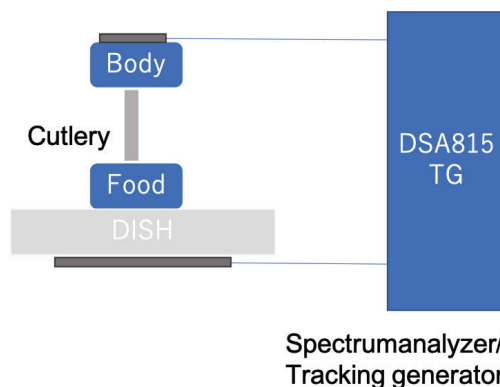 Body
Cutlery
Food
DISH
DSA815
TG
Spectrumanalyzer/
Tracking generator